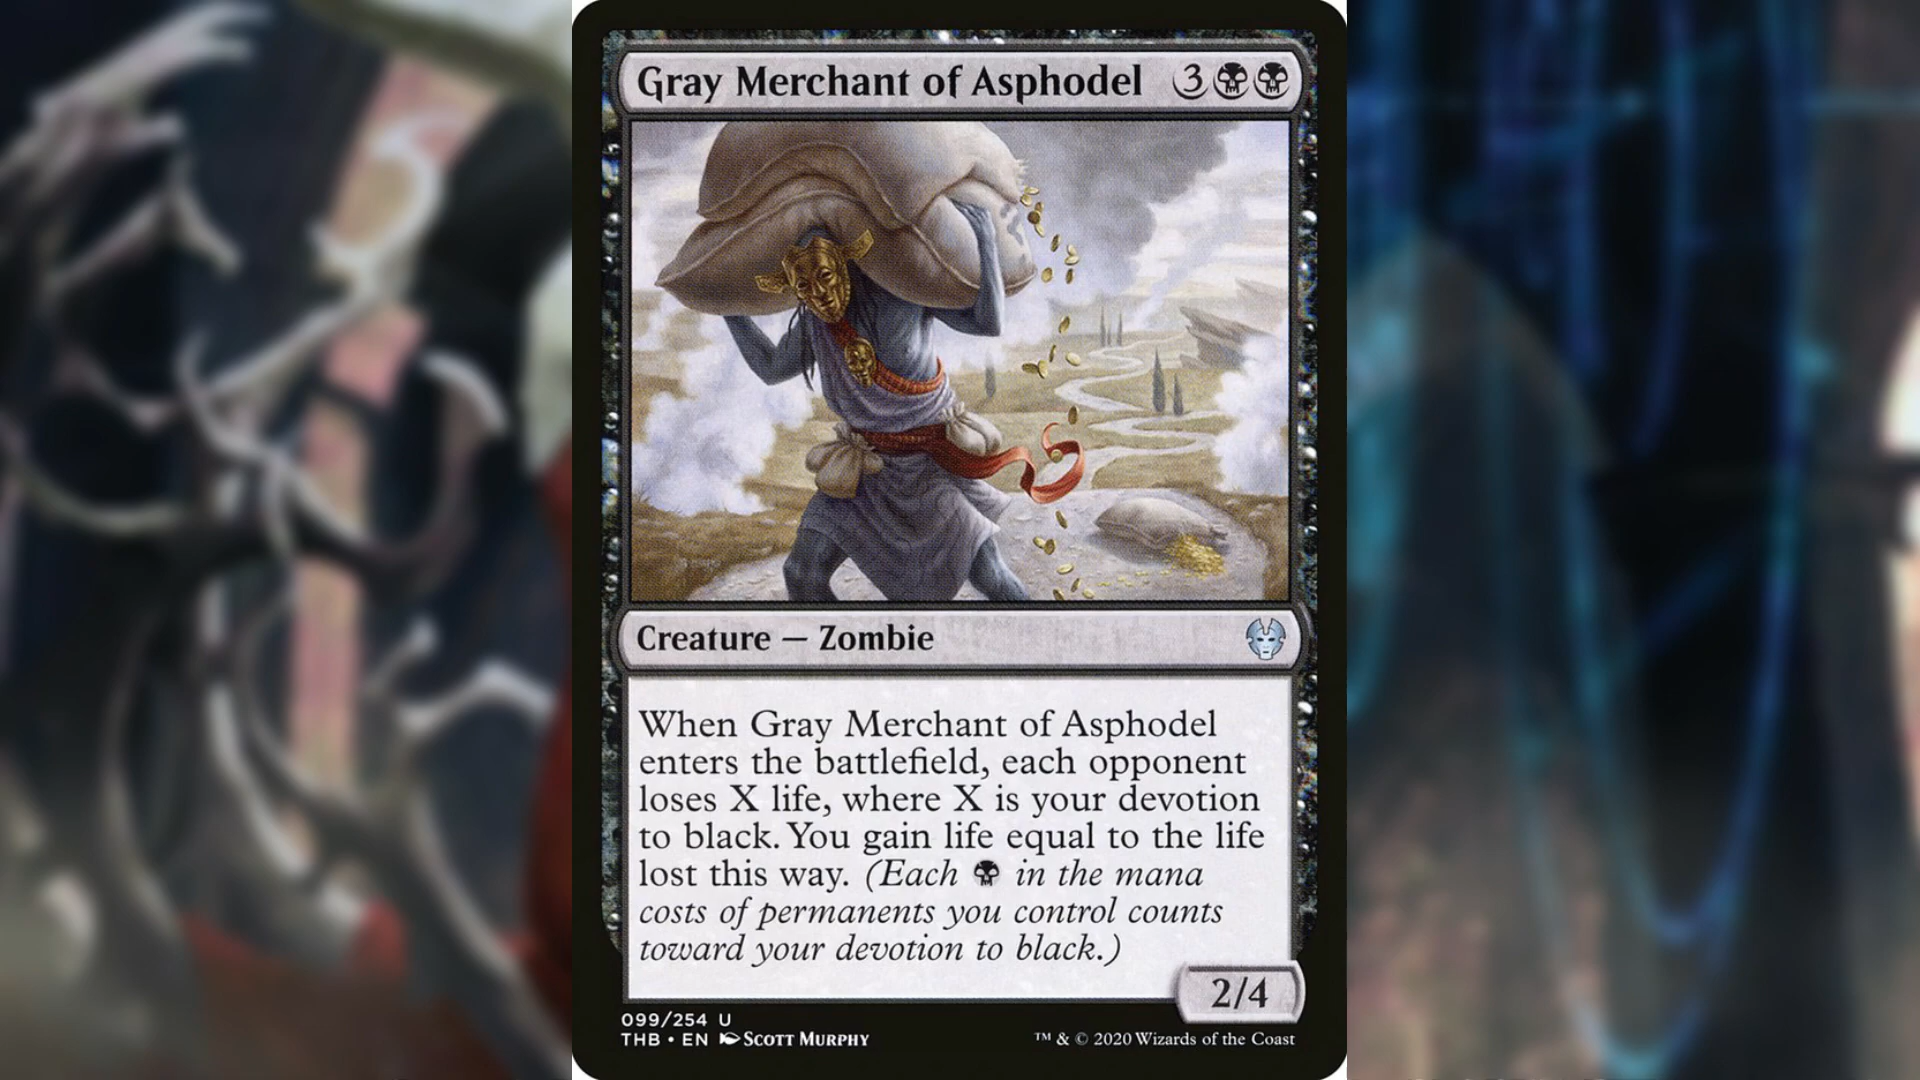 Gray Merchant of Asphodel 3
Creature — Zombie
When Gray Merchant of Asphodel
enters the battlefield, each opponent
loses X life, where X is your devotion
to black. You gain life equal to the life
lost this way. (Each in the mana
costs of permanents you control counts
toward your devotion to black.)
2/4
099/254 U
THB • EN SCOTT MURPHY
™ & © 2020 Wizards of the Coast